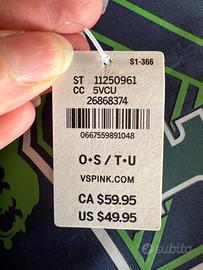 S1-366
ST 11250961
CC 5VCU
26868374
0667559891048
O•S / T•U
VSPINK.COM
CA $59.95
US $49.95
subito